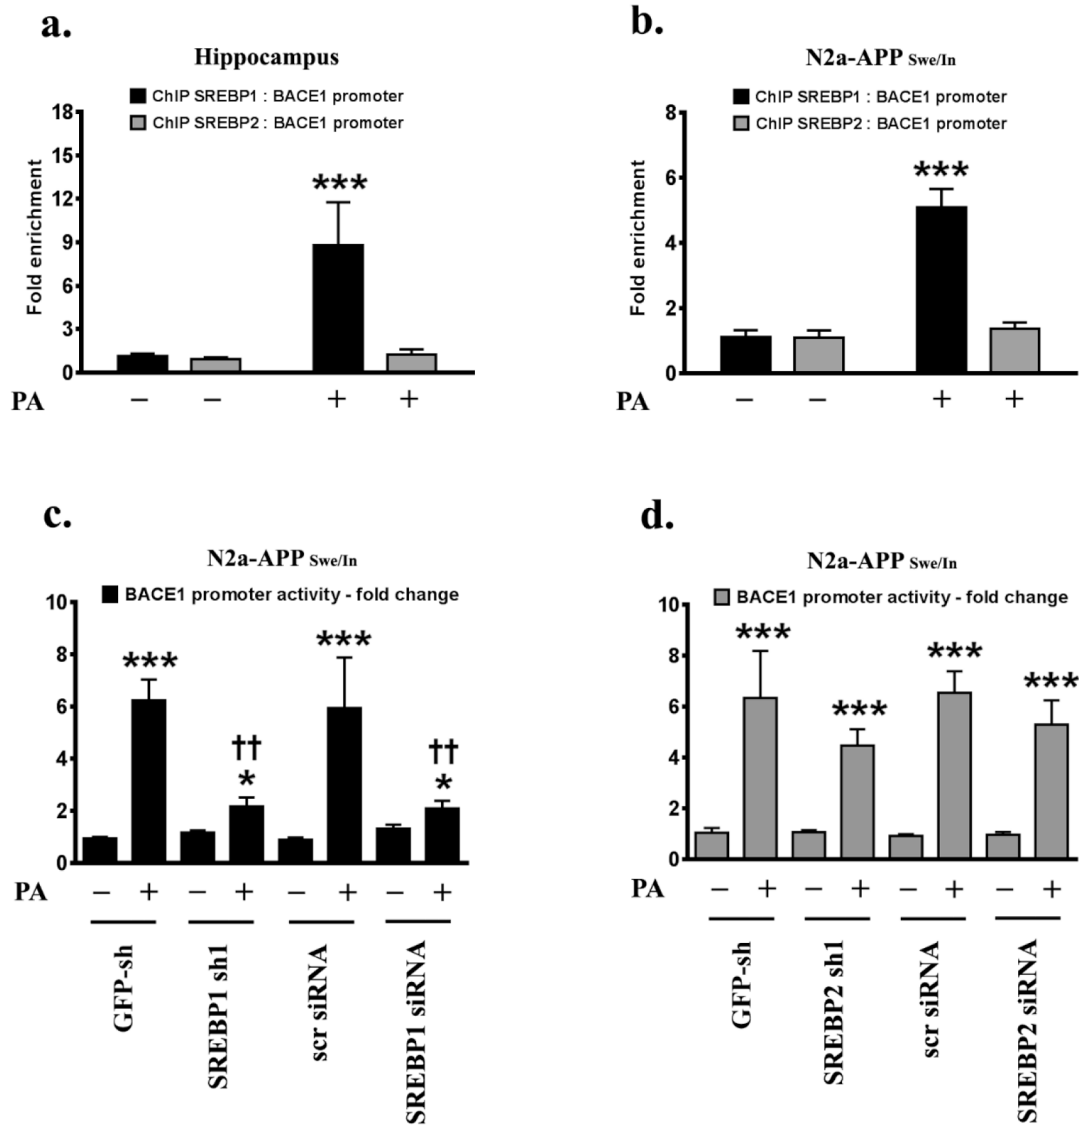 a.
Hippocampus
ChIP SREBP1 : BACE1 promoter
ChIP SREBP2 : BACE1 promoter
Fold enrichment
18
15
12
9
6
3
0
***
PA − − + +
b.
N2a-APP Swe/In
ChIP SREBP1 : BACE1 promoter
ChIP SREBP2 : BACE1 promoter
Fold enrichment
8
6
4
2
0
***
PA − − + +
c.
N2a-APP Swe/In
BACE1 promoter activity - fold change
10
8
6
4
2
0
***
††
*
***
††
*
PA − + − + − + − +
GFP-sh
SREBP1 sh1
scr siRNA
SREBP1 siRNA
d.
N2a-APP Swe/In
BACE1 promoter activity - fold change
10
8
6
4
2
0
***
***
***
***
PA − + − + − + − +
GFP-sh
SREBP2 sh1
scr siRNA
SREBP2 siRNA